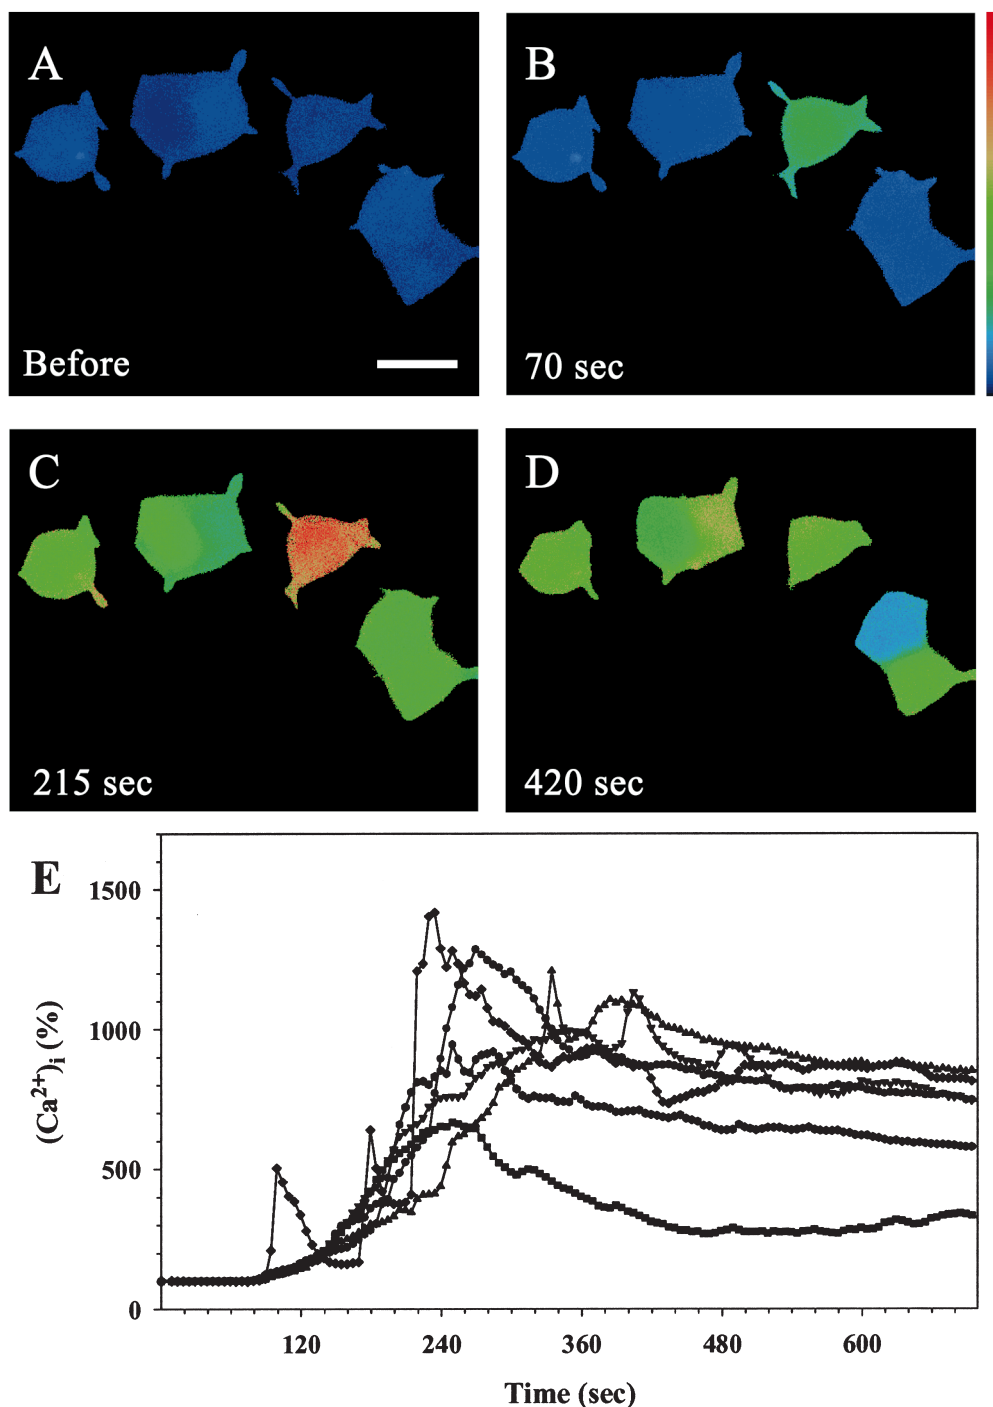 A
B
Before
70 sec
C
D
215 sec
420 sec
E
1500
1000
500
0
(Ca²⁺)ᵢ (%)
120 240 360 480 600
Time (sec)